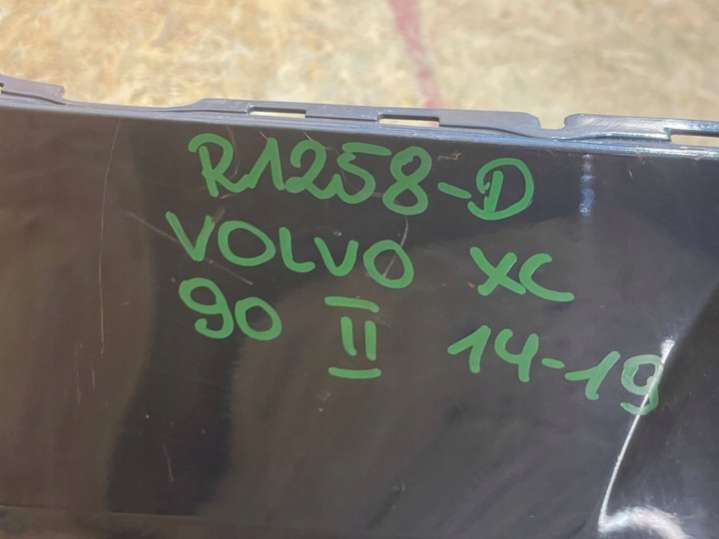 R1258-D
VOLVO XC
90 II 14-19